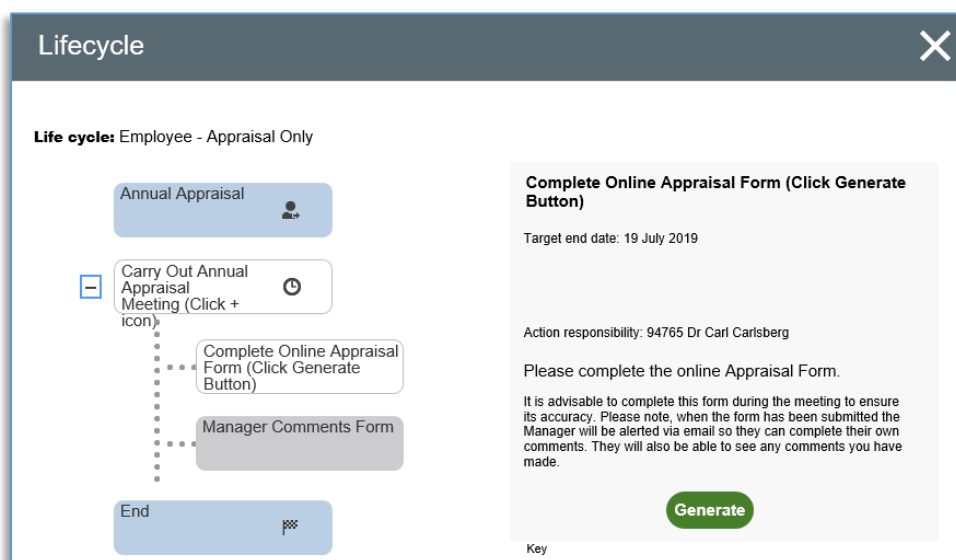 Lifecycle
Life cycle: Employee - Appraisal Only
Annual Appraisal
Carry Out Annual
Appraisal
Meeting (Click +
icon)
Complete Online Appraisal
Form (Click Generate
Button)
Manager Comments Form
End
Complete Online Appraisal Form (Click Generate
Button)
Target end date: 19 July 2019
Action responsibility: 94765 Dr Carl Carlsberg
Please complete the online Appraisal Form.
It is advisable to complete this form during the meeting to ensure
its accuracy. Please note, when the form has been submitted the
Manager will be alerted via email so they can complete their own
comments. They will also be able to see any comments you have
made.
Generate
Key